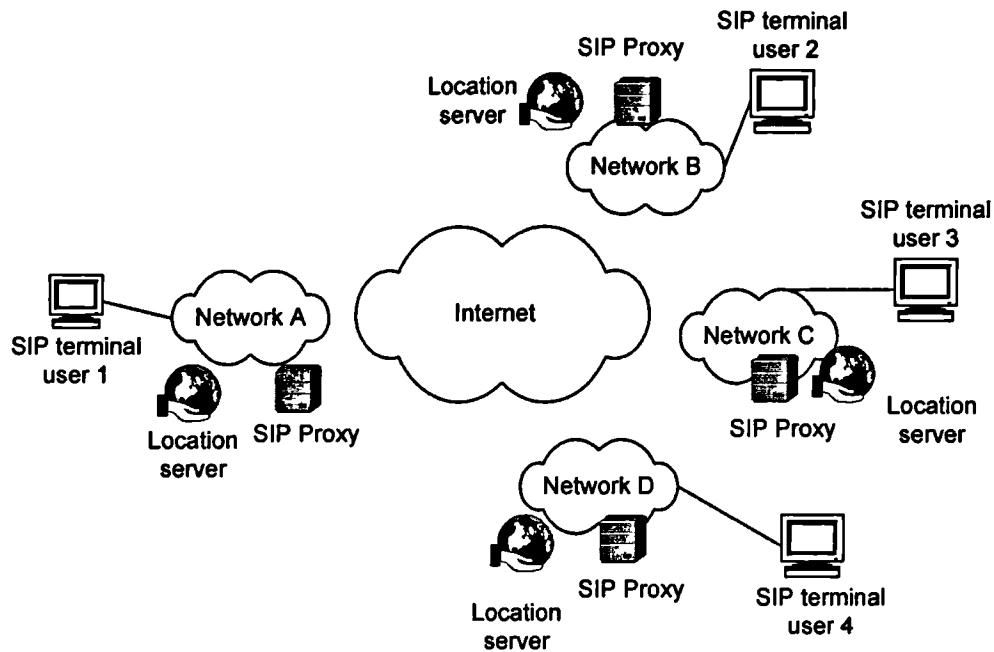 SIP terminal
user 2
SIP Proxy
Location
server
Network B
SIP terminal
user 3
Internet
Network A
Network C
SIP terminal
user 1
Location
server
SIP Proxy
SIP Proxy
Location
server
Network D
SIP Proxy
Location
server
SIP terminal
user 4